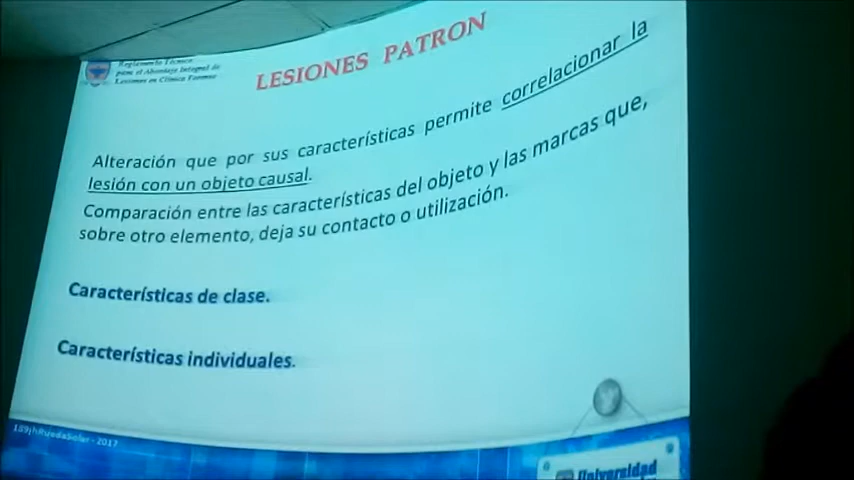 Reglamento Técnico
para el Abordaje Integral de
Lesiones en Clínica Forense
LESIONES PATRON
Alteración que por sus características permite correlacionar la
lesión con un objeto causal.
Comparación entre las características del objeto y las marcas que,
sobre otro elemento, deja su contacto o utilización.
Características de clase.
Características individuales.
- 2017
Universidad